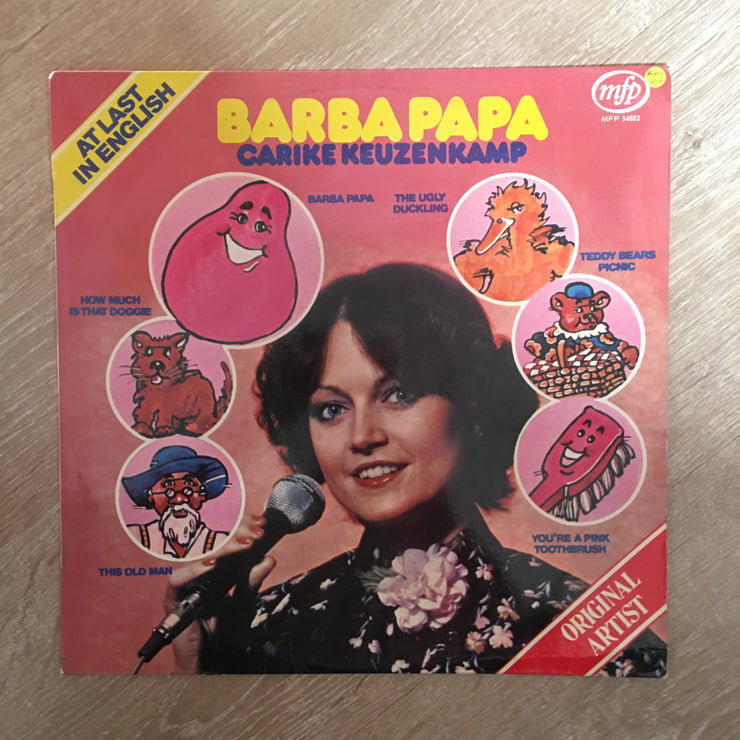 AT LAST
IN ENGLISH
BARBA PAPA
CARIKE KEUZENKAMP
mfp
MFP 54882
BARBA PAPA
THE UGLY
DUCKLING
TEDDY BEARS
PICNIC
HOW MUCH
IS THAT DOGGIE
THIS OLD MAN
YOU'RE A PINK
TOOTHBRUSH
ORIGINAL
ARTIST